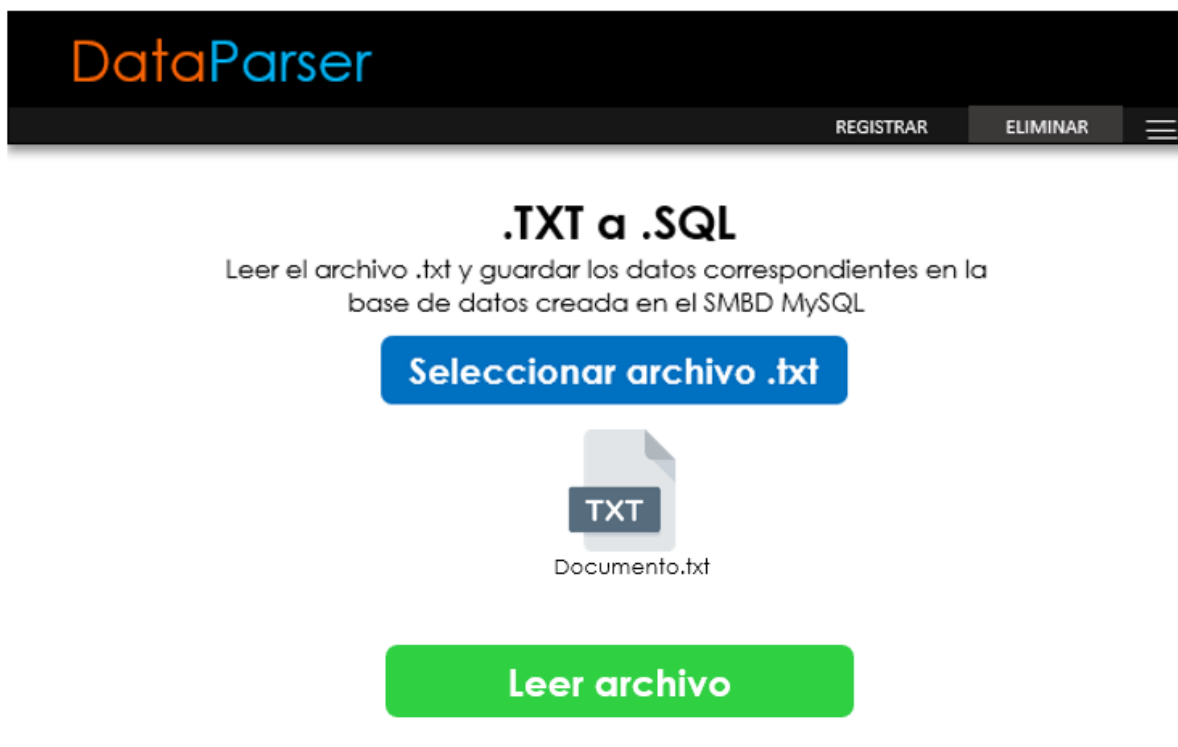 DataParser
REGISTRAR ELIMINAR
.TXT a .SQL
Leer el archivo .txt y guardar los datos correspondientes en la
base de datos creada en el SMBD MySQL
Seleccionar archivo .txt
TXT
Documento.txt
Leer archivo